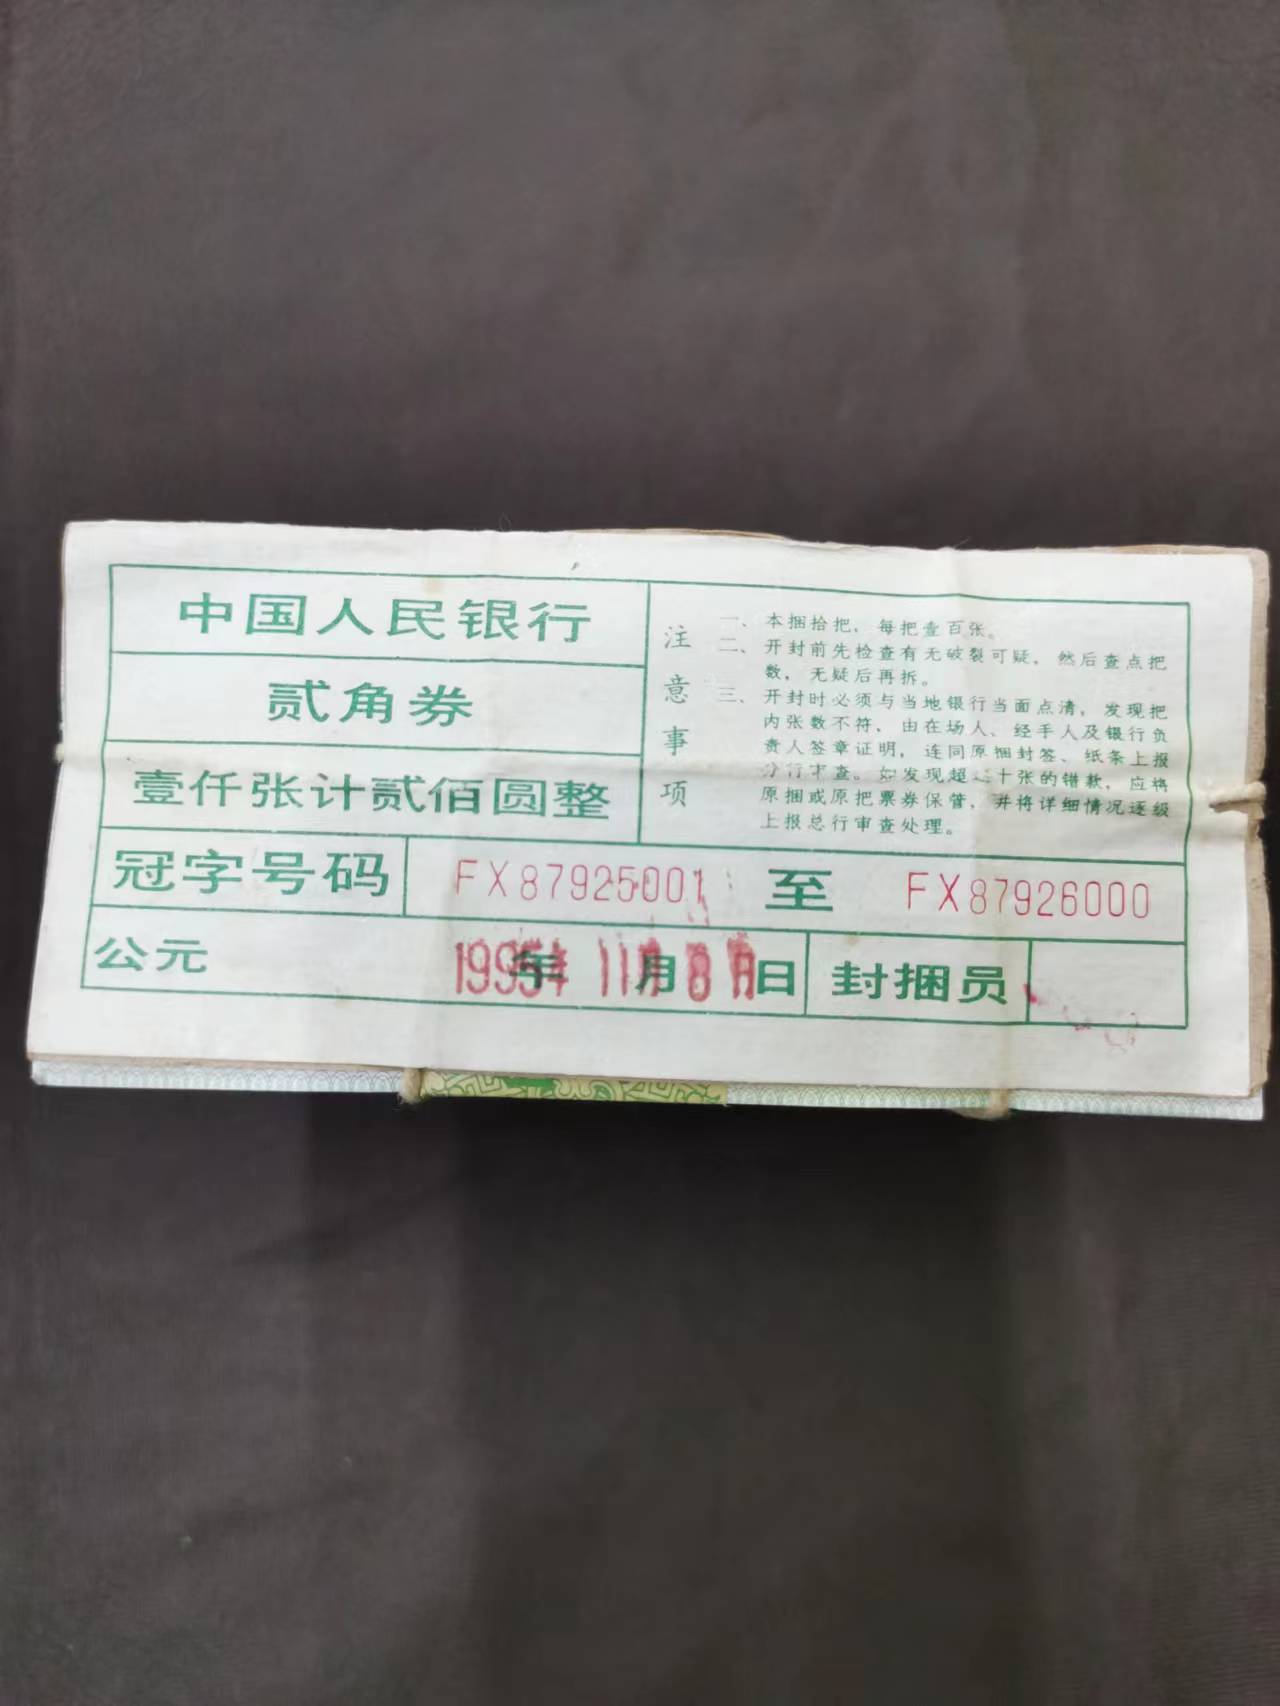 中国人民银行
贰角券
壹仟张计贰佰圆整
注意事项
一、本捆拾把，每把壹百张。
二、开封前先检查有无破裂可疑，然后查点把
数，无疑后再拆。
三、开封时必须与当地银行当面点清，发现把
内张数不符，由在场人、经手人及银行负
责人签章证明，连同原捆封签、纸条上报
分行审查。如发现超过十张的错款，应将
原捆或原把票券保管，并将详细情况逐级
上报总行审查处理。
冠字号码 FX87925001 至 FX87926000
公元 1995年 11月 8日 封捆员